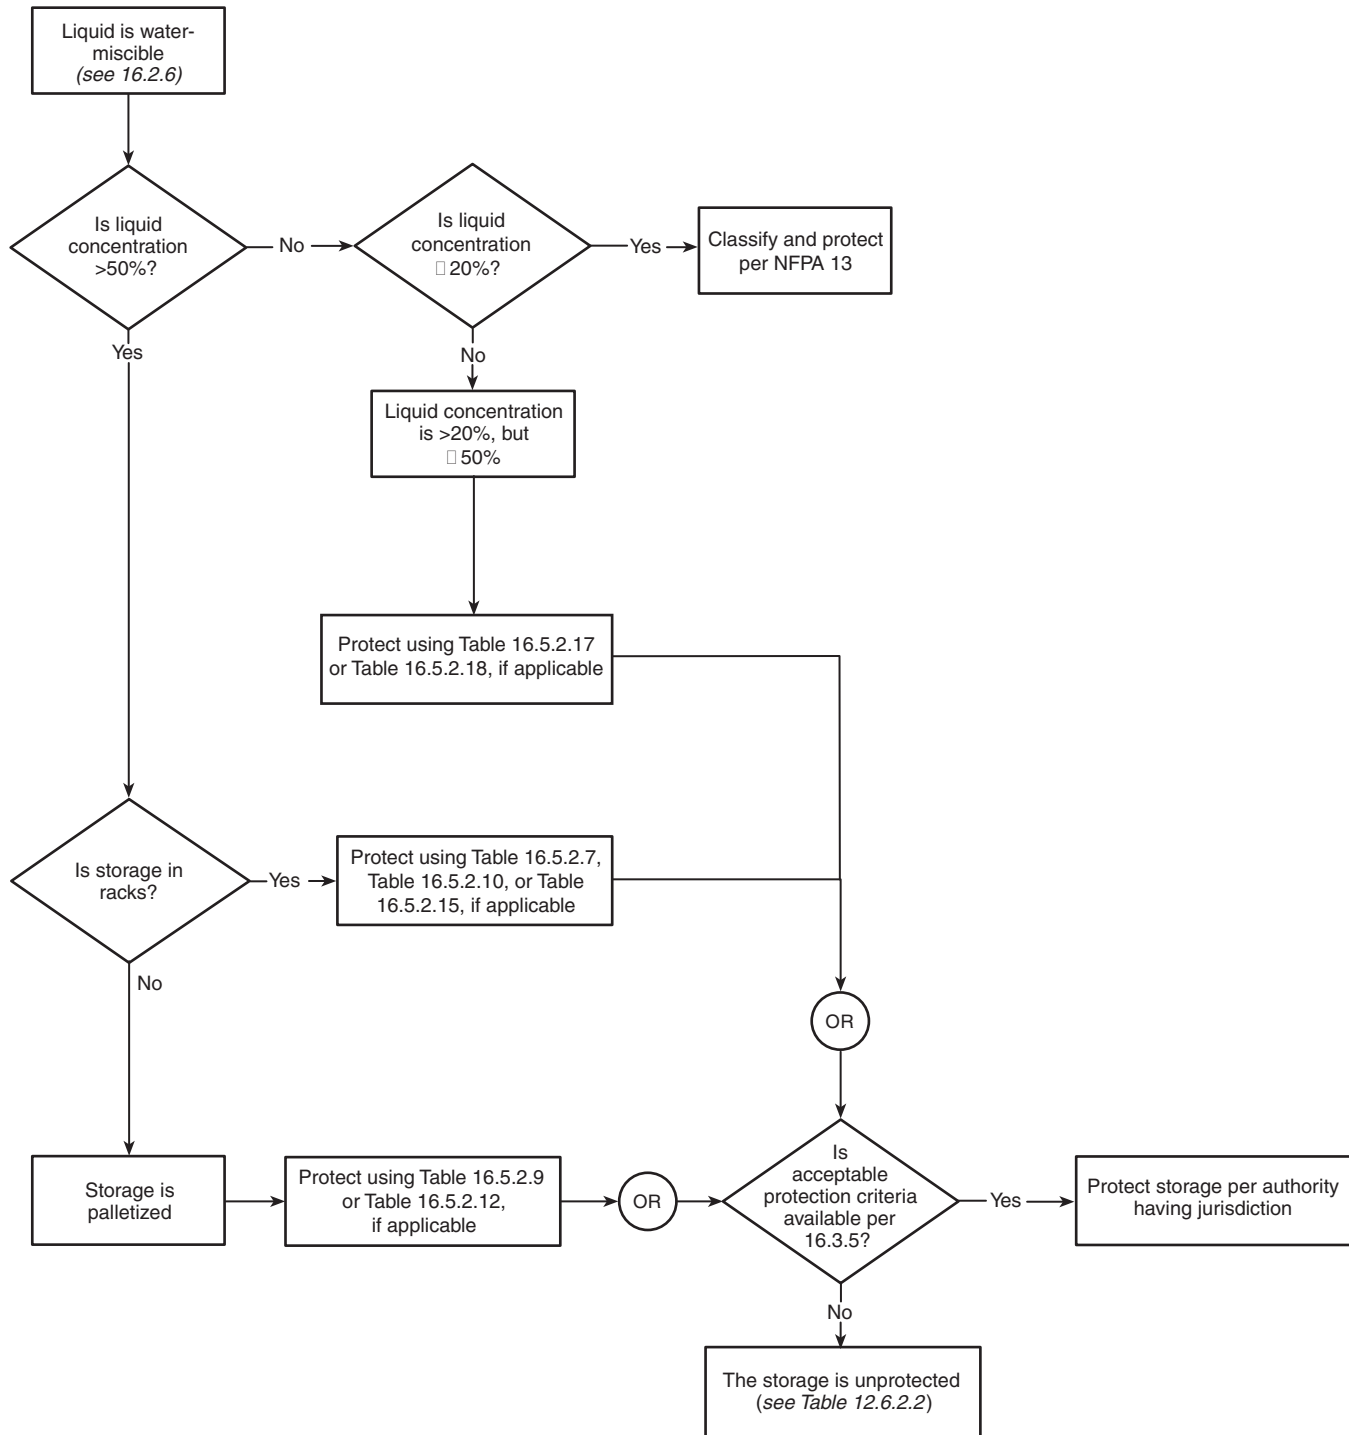 Liquid is water-
miscible
(see 16.2.6)
Is liquid
concentration
>50%?
No
Is liquid
concentration
□ 20%?
Yes
Classify and protect
per NFPA 13
Yes
No
Liquid concentration
is >20%, but
□ 50%
Protect using Table 16.5.2.17
or Table 16.5.2.18, if applicable
Is storage in
racks?
Yes
Protect using Table 16.5.2.7,
Table 16.5.2.10, or Table
16.5.2.15, if applicable
No
OR
Storage is
palletized
Protect using Table 16.5.2.9
or Table 16.5.2.12,
if applicable
OR
Is
acceptable
protection criteria
available per
16.3.5?
Yes
Protect storage per authority
having jurisdiction
No
The storage is unprotected
(see Table 12.6.2.2)